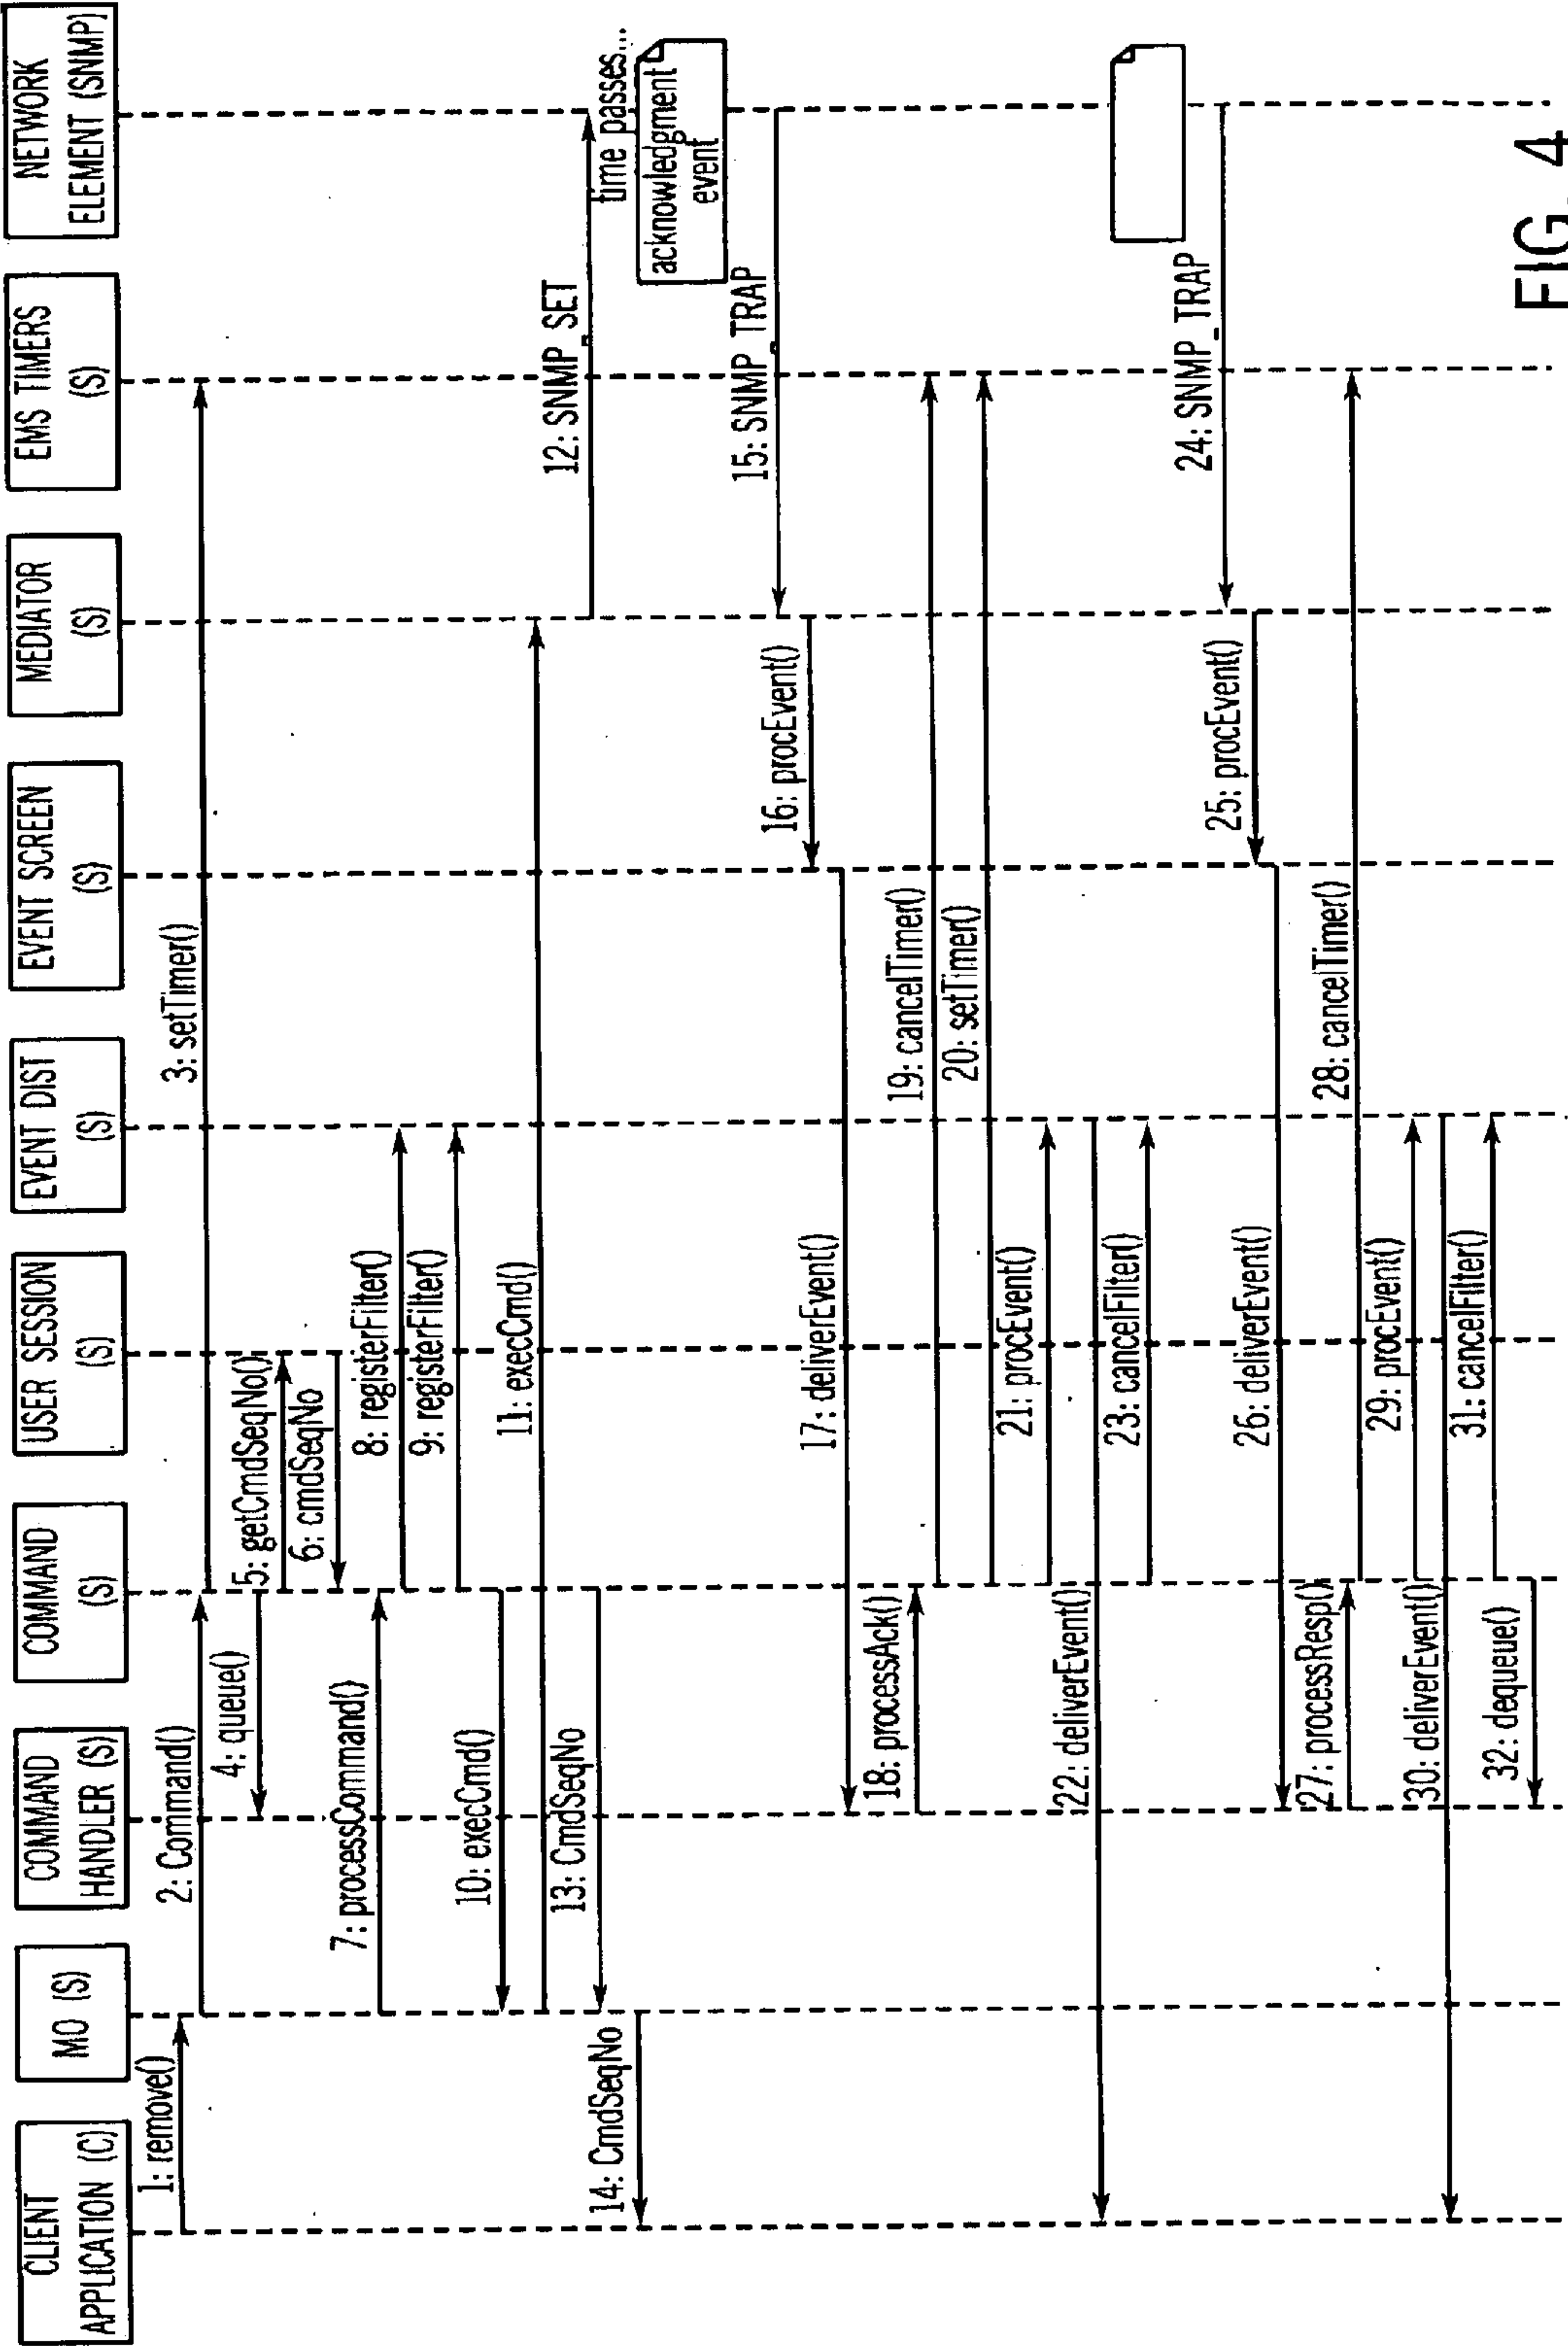 CLIENT
APPLICATION (C)
MO (S)
COMMAND
HANDLER (S)
COMMAND
(S)
USER SESSION
(S)
EVENT DIST
(S)
EVENT SCREEN
(S)
MEDIATOR
(S)
EMS TIMERS
(S)
NETWORK
ELEMENT (SNMP)
1: remove()
2: Command()
3: setTimer()
4: queue()
5: getCmdSeqNo()
6: cmdSeqNo
7: processCommand()
8: registerFilter()
9: registerFilter()
10: execCmd()
11: execCmd()
12: SNMP_SET
13: CmdSeqNo
14: CmdSeqNo
time passes...
acknowledgment
event
15: SNMP_TRAP
16: procEvent()
17: deliverEvent()
18: processAck()
19: cancelTimer()
20: setTimer()
21: procEvent()
22: deliverEvent()
23: cancelFilter()
24: SNMP_TRAP
25: procEvent()
26: deliverEvent()
27: processResp()
28: cancelTimer()
29: procEvent()
30: deliverEvent()
31: cancelFilter()
32: dequeue()
FIG. 4